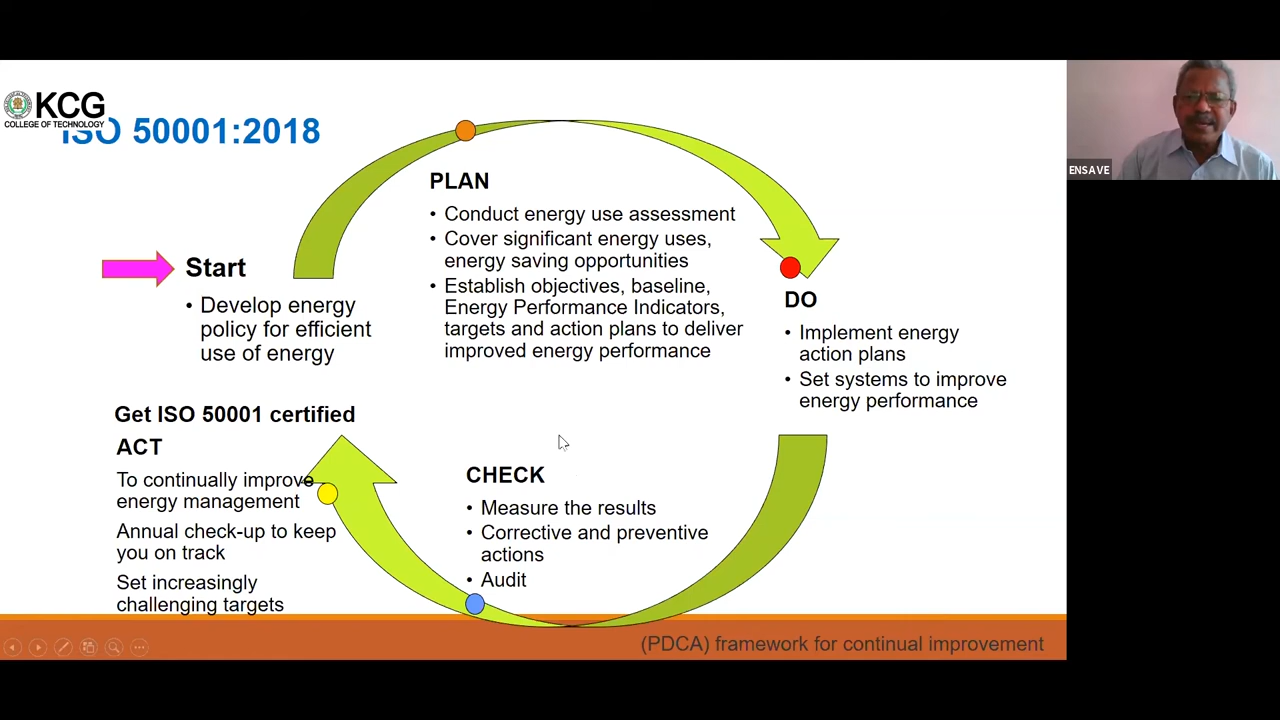 KCG
COLLEGE OF TECHNOLOGY
ISO 50001:2018
ENSAVE
PLAN
• Conduct energy use assessment
• Cover significant energy uses,
energy saving opportunities
• Establish objectives, baseline,
Energy Performance Indicators,
targets and action plans to deliver
improved energy performance
Start
• Develop energy
policy for efficient
use of energy
DO
• Implement energy
action plans
• Set systems to improve
energy performance
Get ISO 50001 certified
ACT
To continually improve
energy management
Annual check-up to keep
you on track
Set increasingly
challenging targets
CHECK
• Measure the results
• Corrective and preventive
actions
• Audit
(PDCA) framework for continual improvement